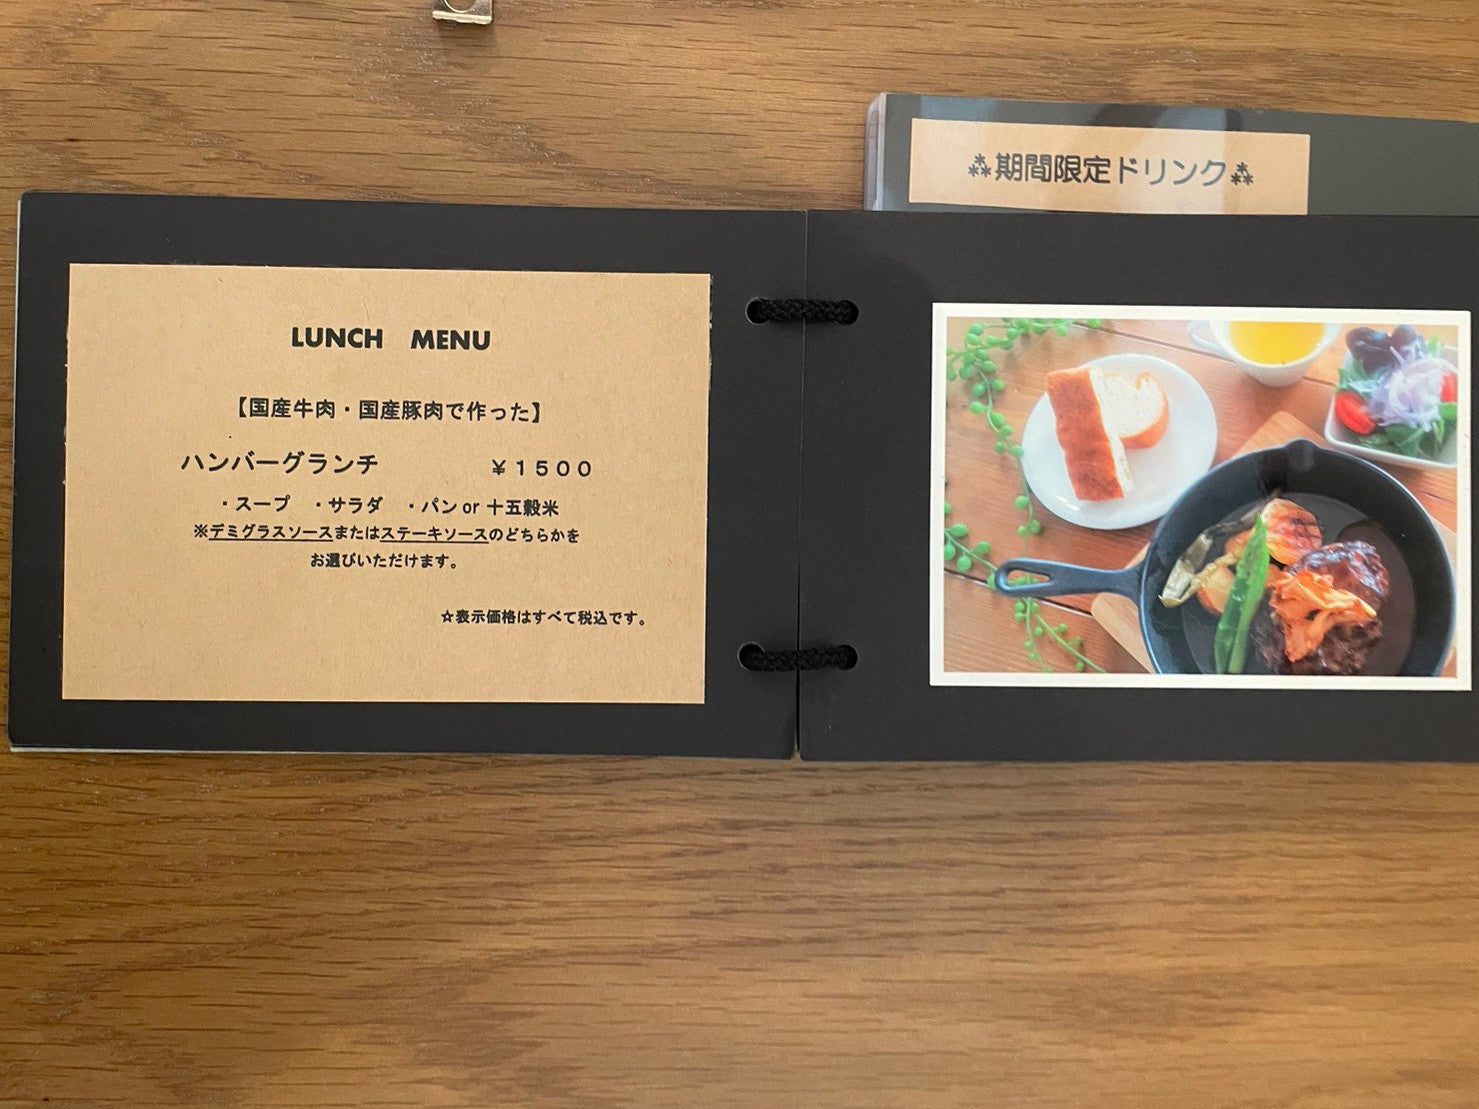 ⁂期間限定ドリンク⁂
LUNCH MENU
【国産牛肉・国産豚肉で作った】
ハンバーグランチ ￥１５００
・スープ ・サラダ ・パン or 十五穀米
※デミグラスソースまたはステーキソースのどちらかを
お選びいただけます。
☆表示価格はすべて税込です。